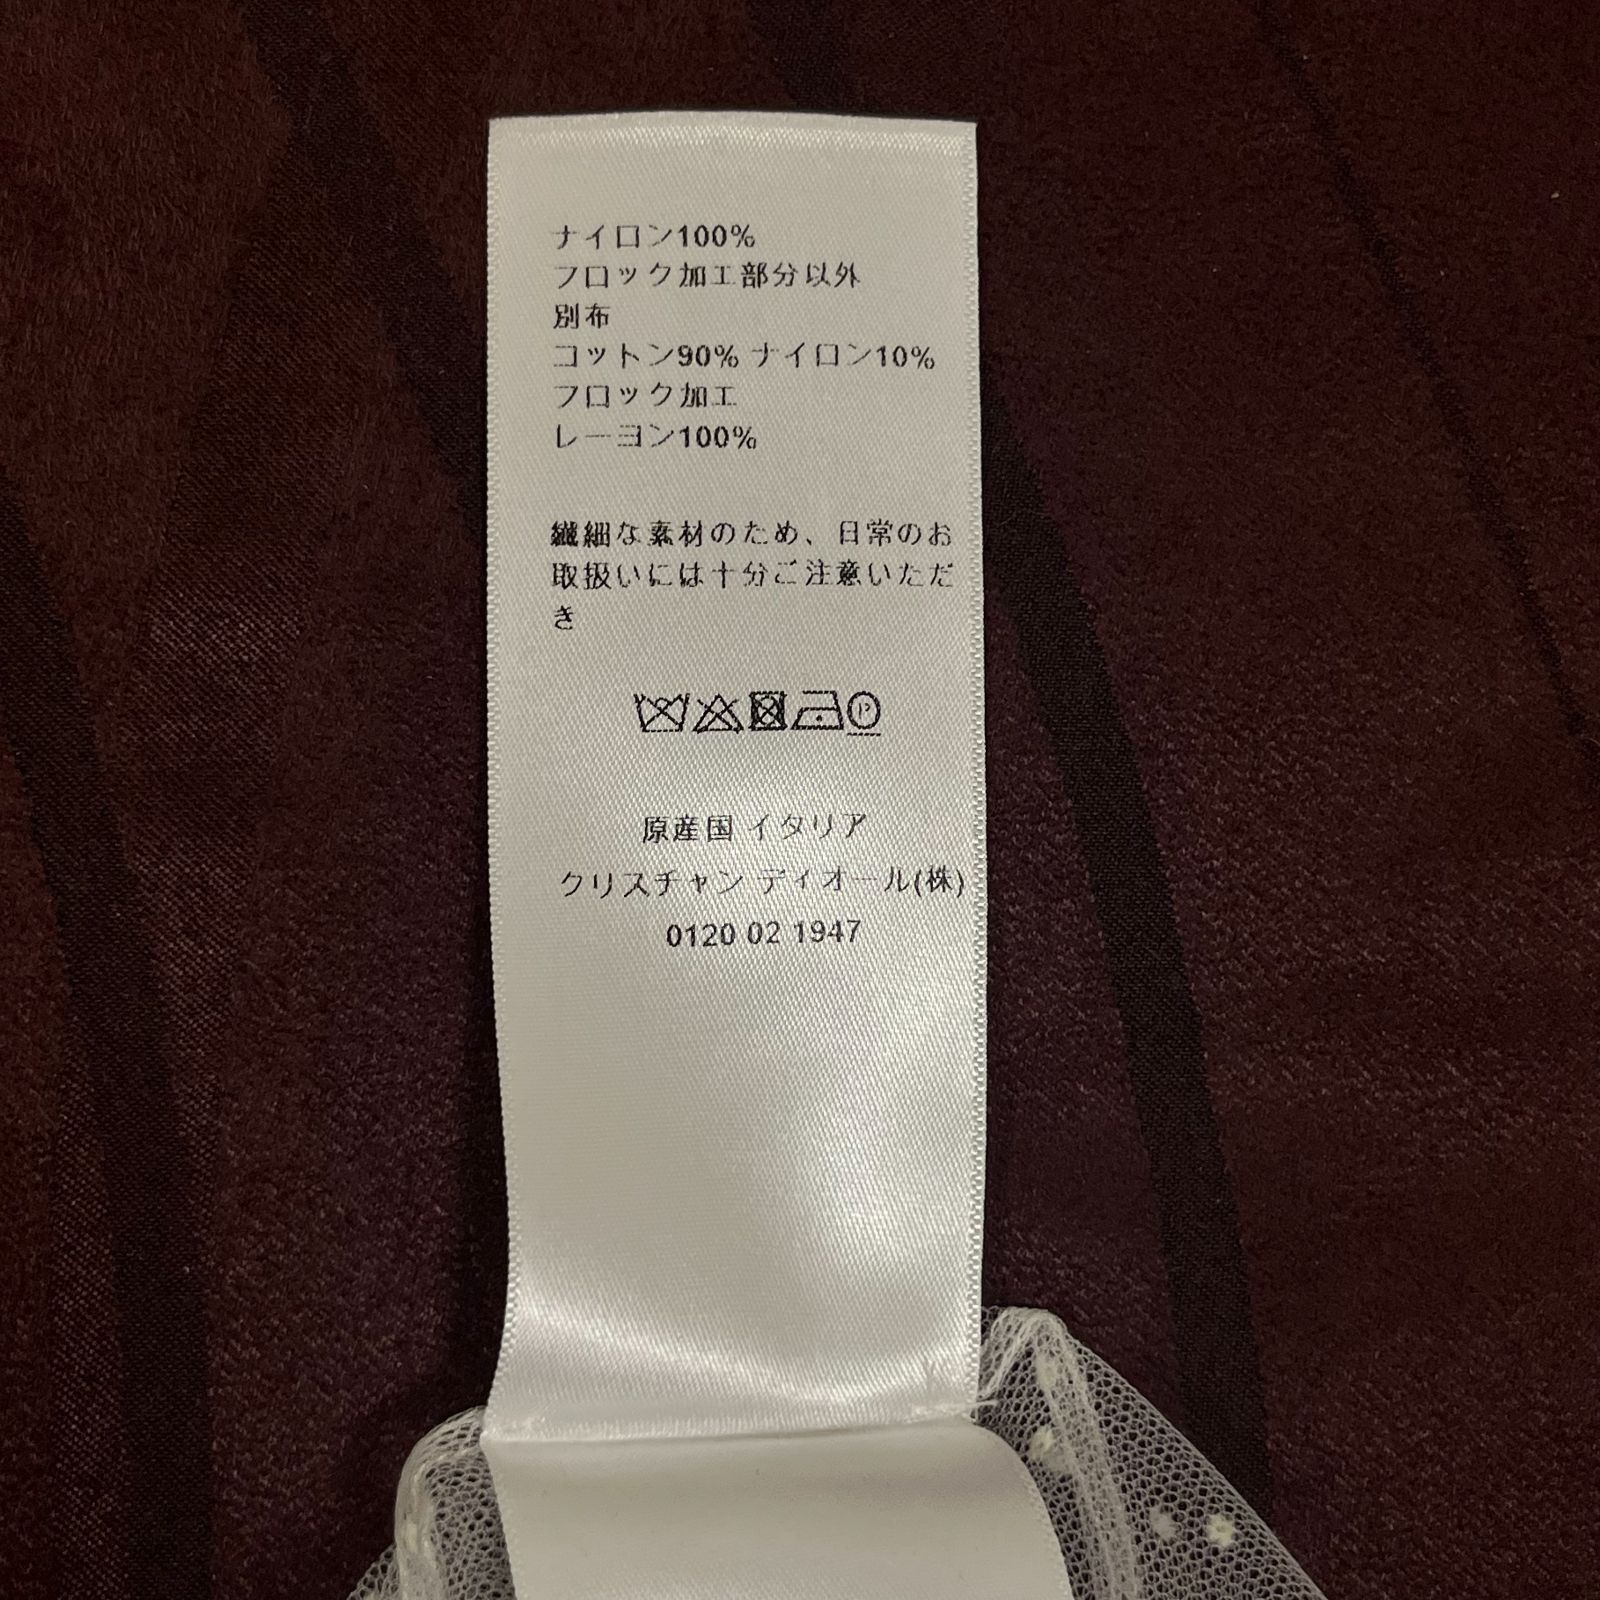 ナイロン100%
フロック加工部分以外
別布
コットン90% ナイロン10%
フロック加工
レーヨン100%
繊細な素材のため、日常のお
取扱いには十分ご注意いただ
き
P
原産国 イタリア
クリスチャン ディオール(株)
0120 02 1947